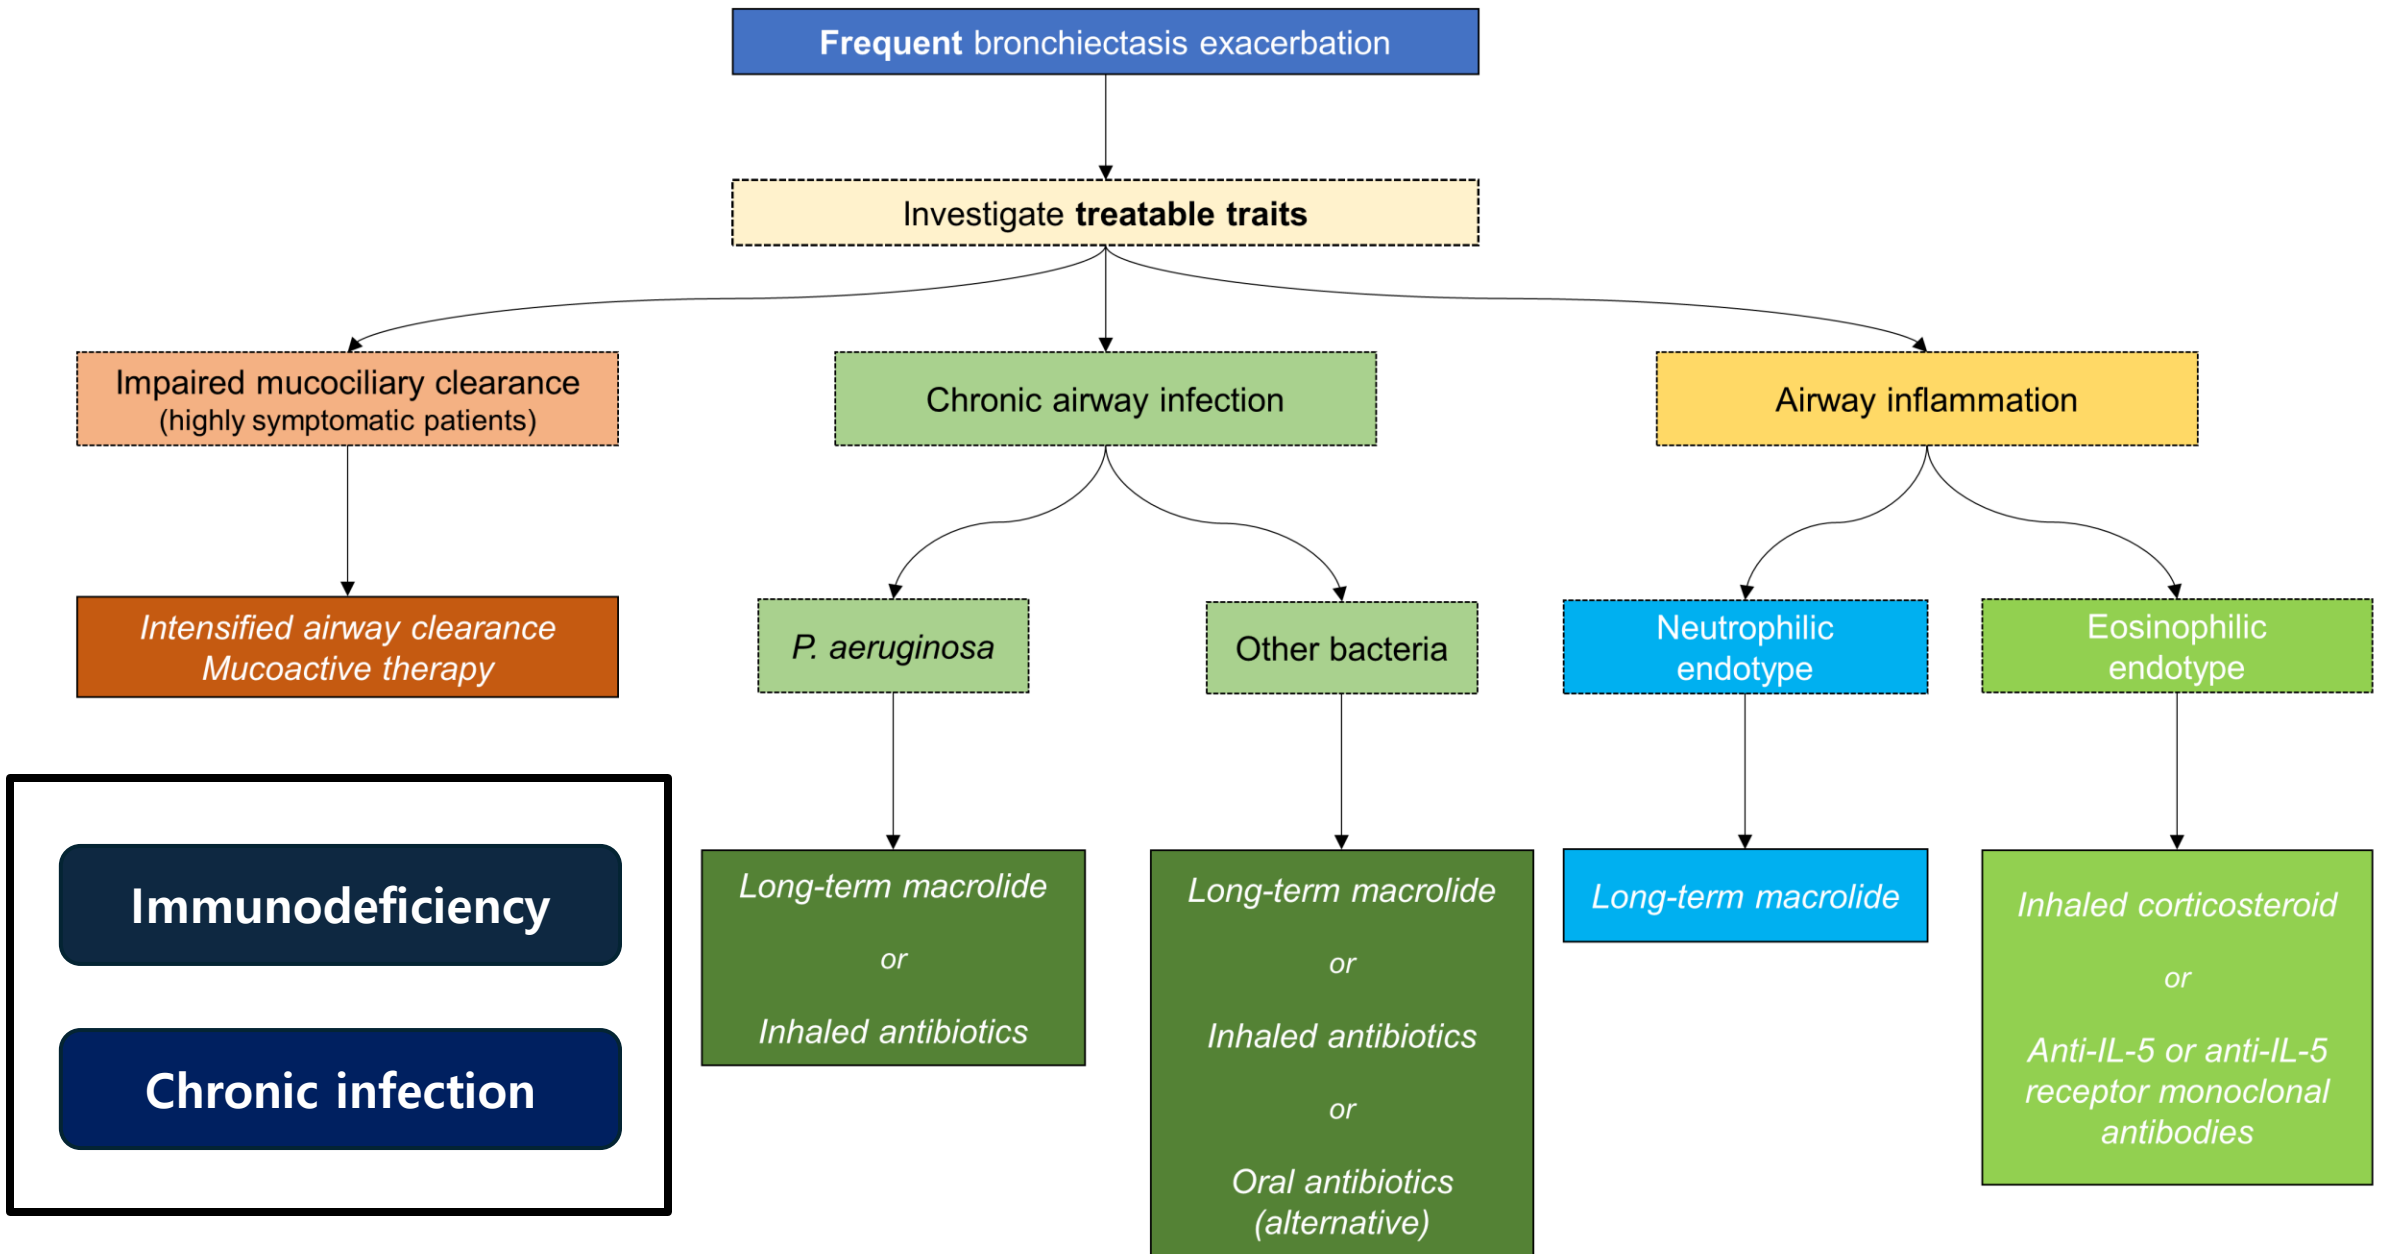 Frequent bronchiectasis exacerbation
Investigate treatable traits
Impaired mucociliary clearance
(highly symptomatic patients)
Chronic airway infection
Airway inflammation
Intensified airway clearance
Mucoactive therapy
P. aeruginosa
Other bacteria
Neutrophilic
endotype
Eosinophilic
endotype
Immunodeficiency
Chronic infection
Long-term macrolide
or
Inhaled antibiotics
Long-term macrolide
or
Inhaled antibiotics
or
Oral antibiotics
(alternative)
Long-term macrolide
Inhaled corticosteroid
or
Anti-IL-5 or anti-IL-5
receptor monoclonal
antibodies